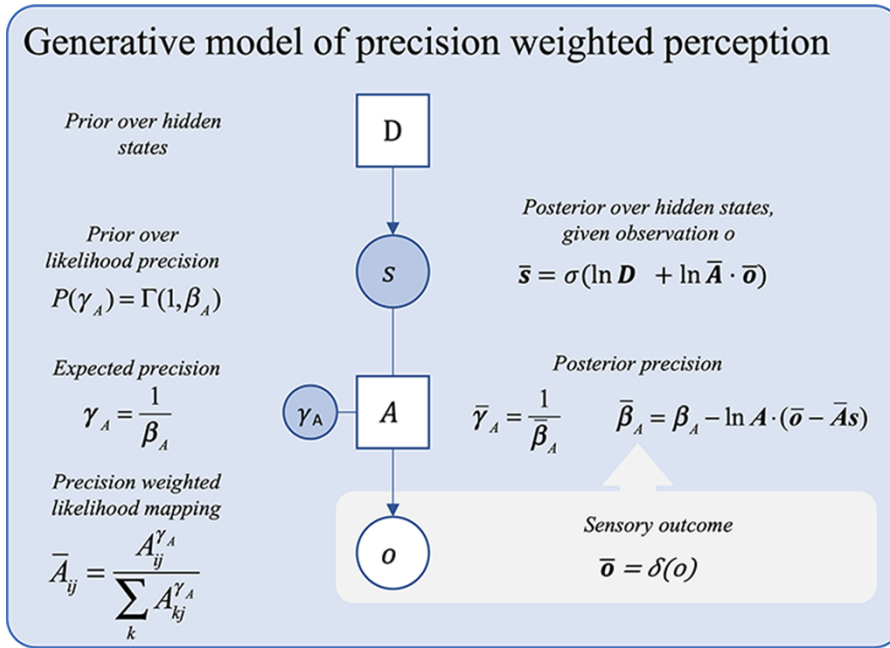 Generative model of precision weighted perception
Prior over hidden
states
D
Prior over
likelihood precision
P(γ_A) = Γ(1, β_A)
s
Posterior over hidden states,
given observation o
s̄ = σ(ln D + ln Ā · ō)
Expected precision
γ_A = 1/β_A
γ_A
A
Posterior precision
γ̄_A = 1/β̄_A
β̄_A = β_A − ln A · (ō − Ās)
Precision weighted
likelihood mapping
Ā_ij = A_ij^γ_A / ∑_k A_kj^γ_A
o
Sensory outcome
ō = δ(o)